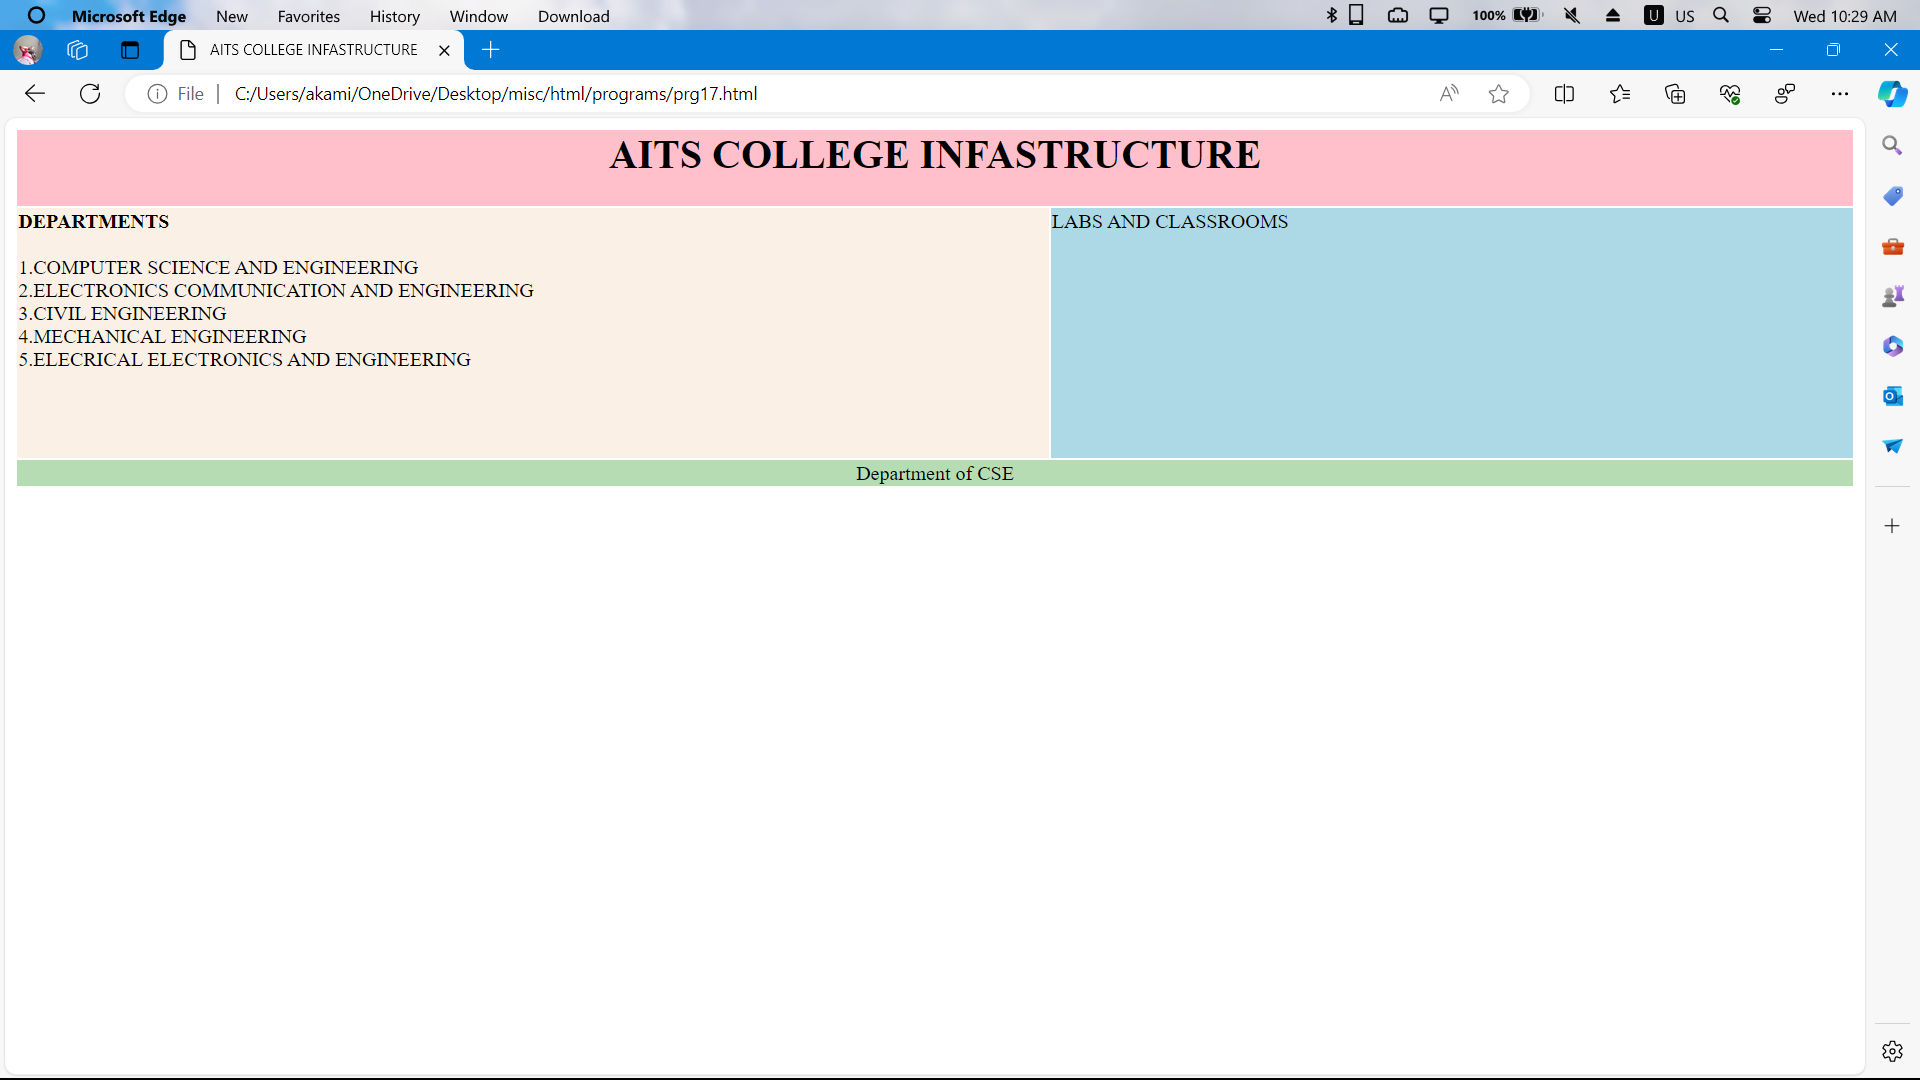 Microsoft Edge New Favorites History Window Download 100% U US Wed 10:29 AM
AITS COLLEGE INFASTRUCTURE
File C:/Users/akami/OneDrive/Desktop/misc/html/programs/prg17.html
AITS COLLEGE INFASTRUCTURE
DEPARTMENTS
1.COMPUTER SCIENCE AND ENGINEERING
2.ELECTRONICS COMMUNICATION AND ENGINEERING
3.CIVIL ENGINEERING
4.MECHANICAL ENGINEERING
5.ELECRICAL ELECTRONICS AND ENGINEERING
LABS AND CLASSROOMS
Department of CSE